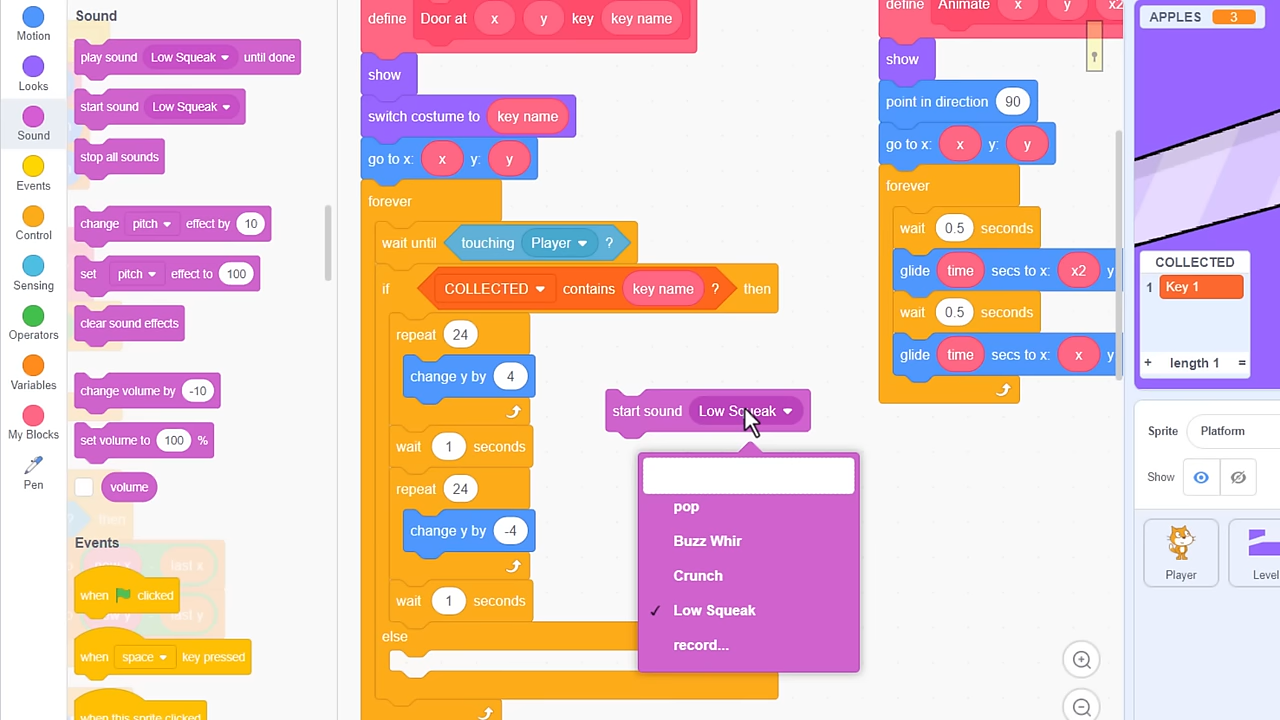 Motion
Looks
Sound
Events
Control
Sensing
Operators
Variables
My Blocks
Pen
Sound
play sound Low Squeak until done
start sound Low Squeak
stop all sounds
change pitch effect by 10
set pitch effect to 100
clear sound effects
change volume by -10
set volume to 100 %
volume
Events
when clicked
when space key pressed
when this sprite clicked
define Door at x y key key name
show
switch costume to key name
go to x: x y: y
forever
wait until touching Player ?
if COLLECTED contains key name ? then
repeat 24
change y by 4
wait 1 seconds
repeat 24
change y by -4
wait 1 seconds
else
start sound Low Squeak
pop
Buzz Whir
Crunch
✓ Low Squeak
record...
define Animate x y x2
show
point in direction 90
go to x: x y: y
forever
wait 0.5 seconds
glide time secs to x: x2 y
wait 0.5 seconds
glide time secs to x: x y
APPLES 3
COLLECTED
1 Key 1
+ length 1 =
Sprite Platform
Show
Player
Level